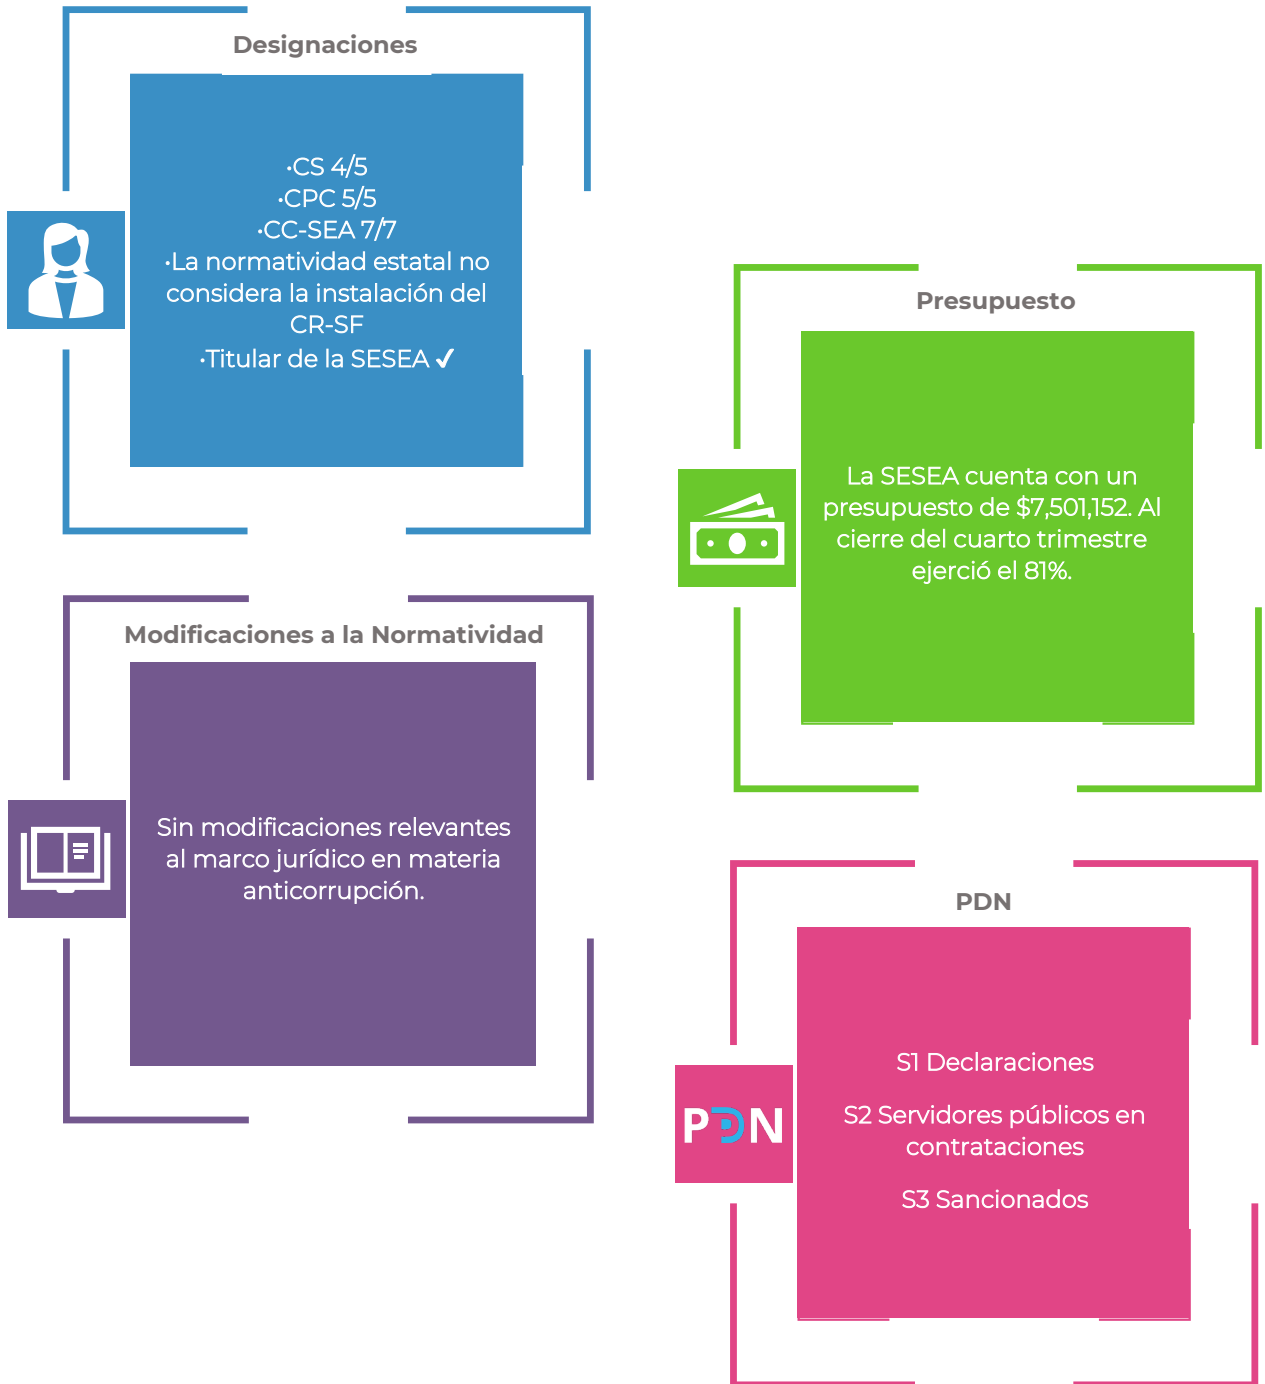 Designaciones
·CS 4/5
·CPC 5/5
·CC-SEA 7/7
·La normatividad estatal no
considera la instalación del
CR-SF
·Titular de la SESEA ✔
Presupuesto
La SESEA cuenta con un
presupuesto de $7,501,152. Al
cierre del cuarto trimestre
ejerció el 81%.
Modificaciones a la Normatividad
Sin modificaciones relevantes
al marco jurídico en materia
anticorrupción.
PDN
PDN
S1 Declaraciones
S2 Servidores públicos en
contrataciones
S3 Sancionados